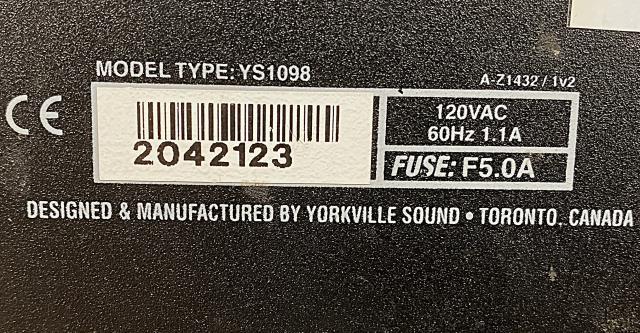 MODEL TYPE: YS1098
A-Z1432 / 1v2
CE
2042123
120VAC
60Hz 1.1A
FUSE: F5.0A
DESIGNED & MANUFACTURED BY YORKVILLE SOUND • TORONTO, CANADA